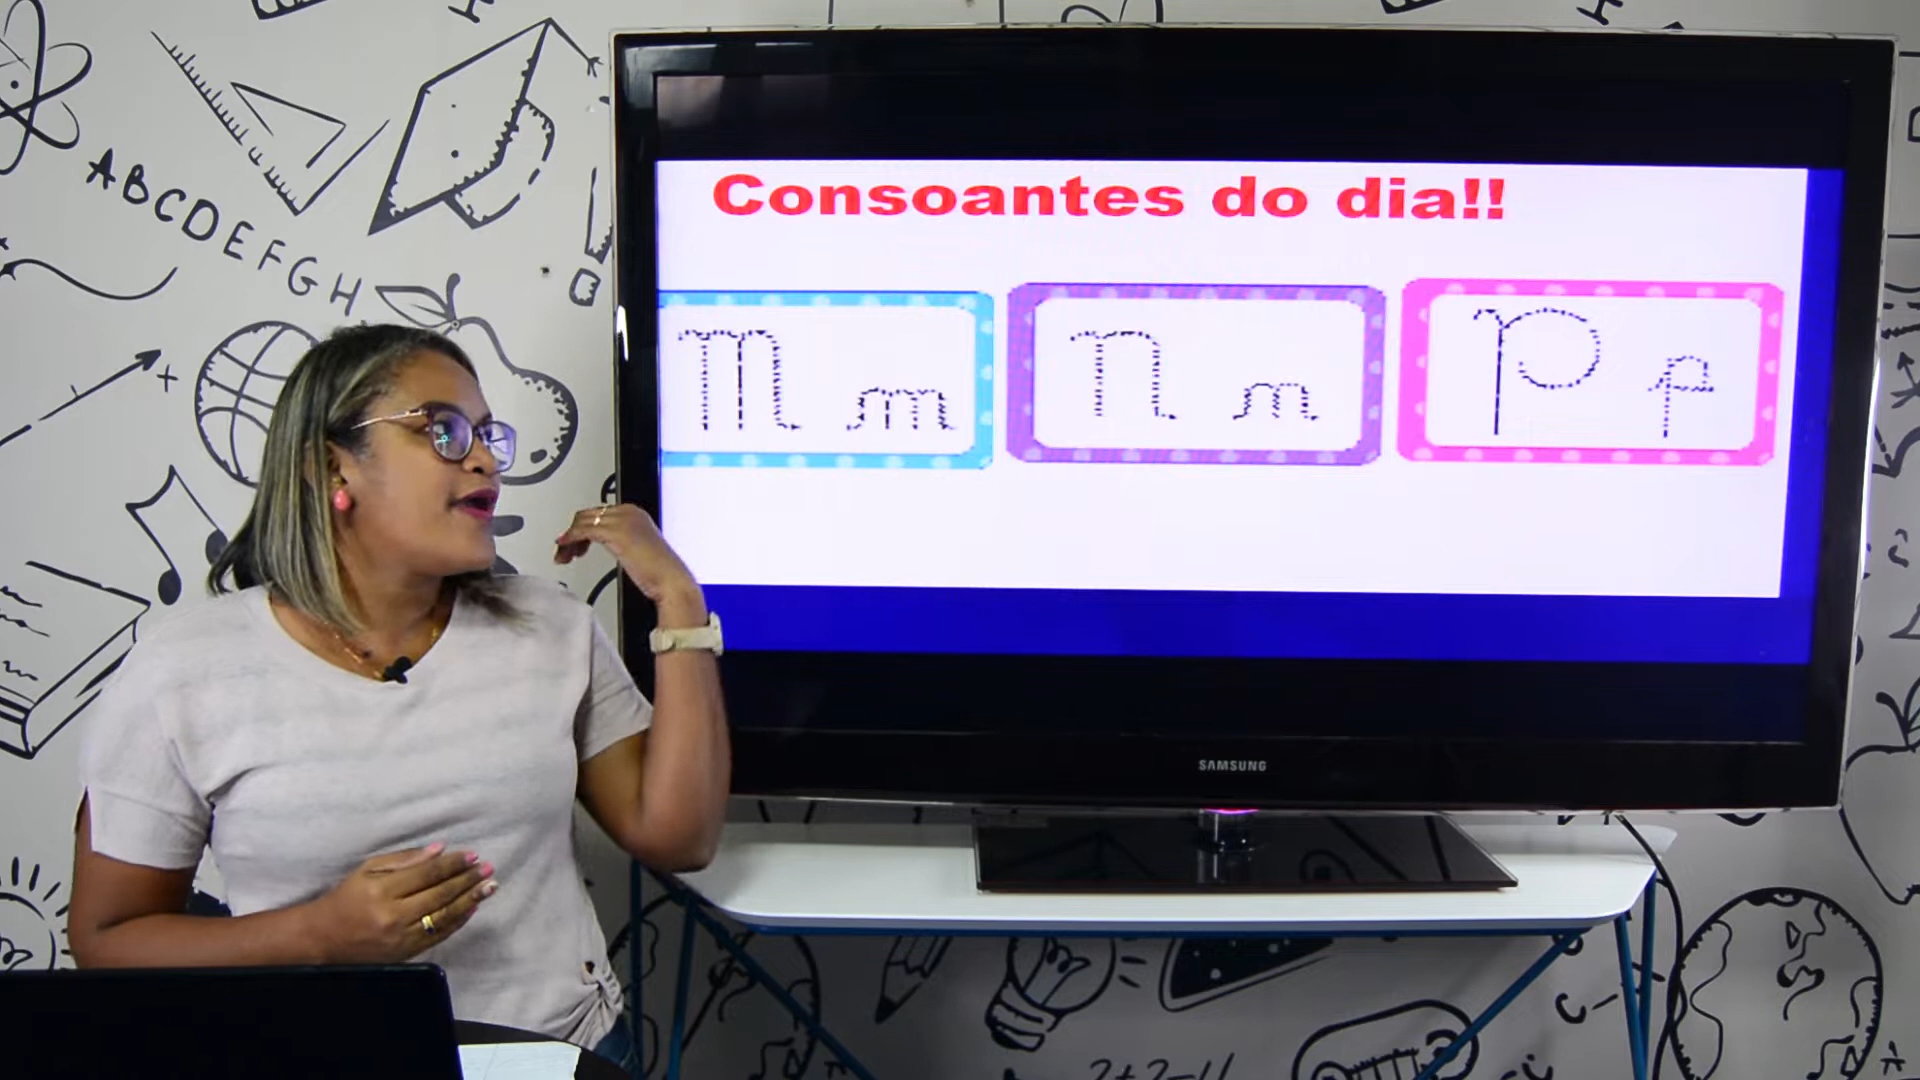 Consoantes do dia!!
M m
N n
P p
SAMSUNG
ABCDEFGH